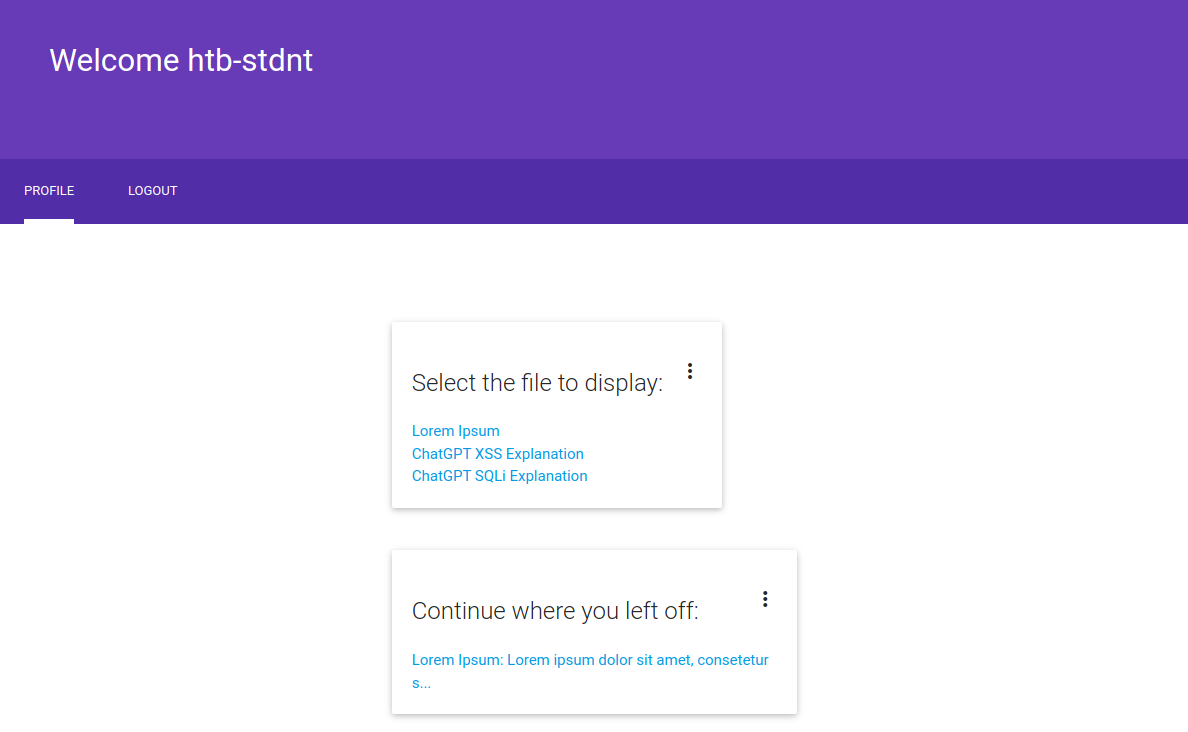 Welcome htb-stdnt
PROFILE LOGOUT
Select the file to display:
Lorem Ipsum
ChatGPT XSS Explanation
ChatGPT SQLi Explanation
Continue where you left off:
Lorem Ipsum: Lorem ipsum dolor sit amet, consetetur
s...